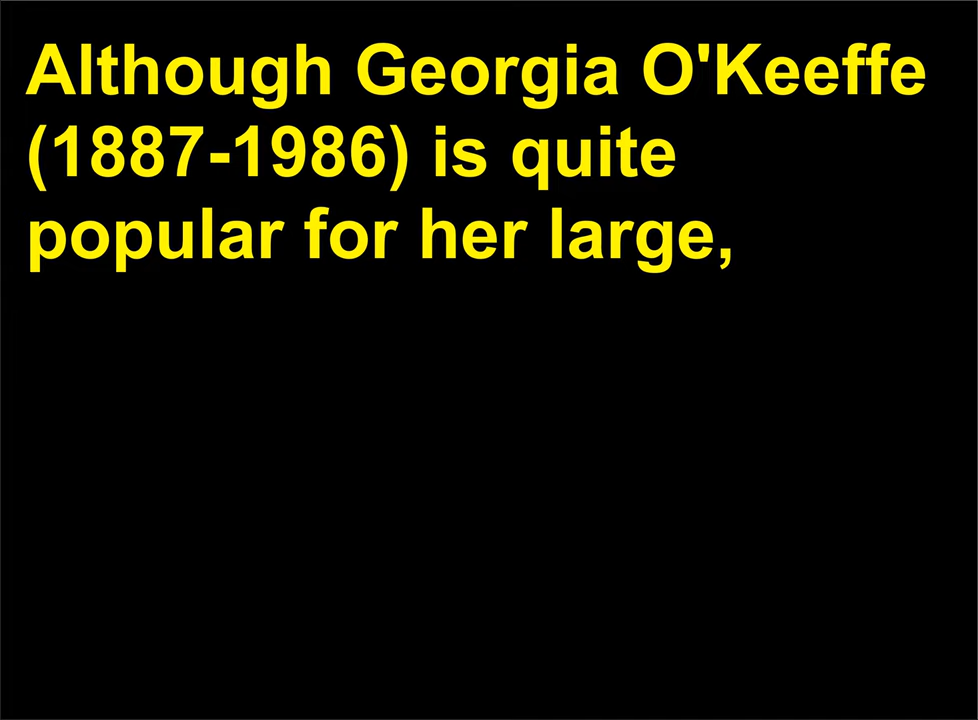 Although Georgia O'Keeffe
(1887-1986) is quite
popular for her large,